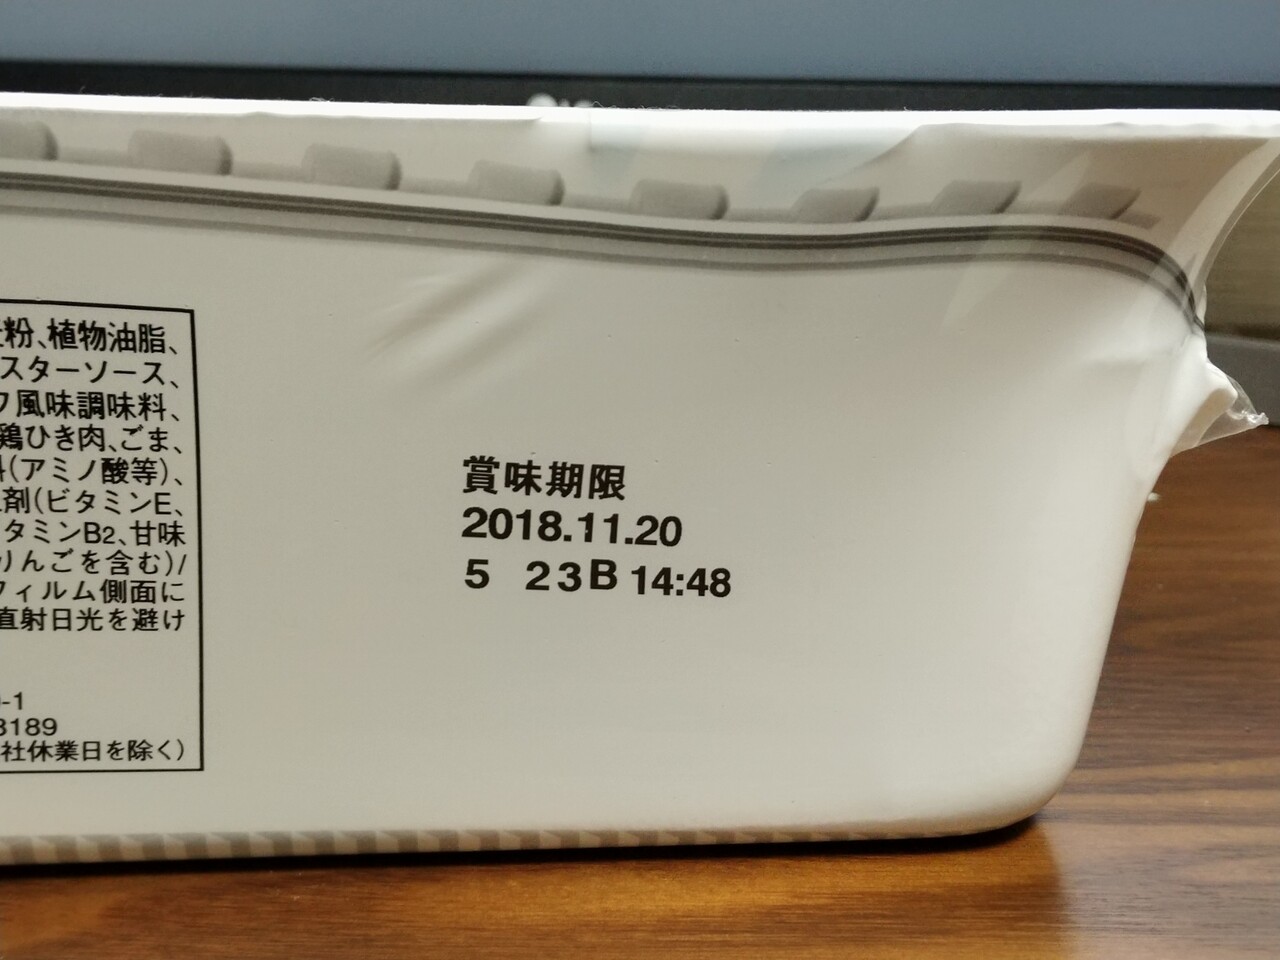 粉、植物油脂、
スターソース、
風味調味料、
鶏ひき肉、ごま、
(アミノ酸等)、
剤(ビタミンE、
タミンB2、甘味
りんごを含む)/
フィルム側面に
直射日光を避け
-1
3189
社休業日を除く)
賞味期限
2018.11.20
5 23B 14:48